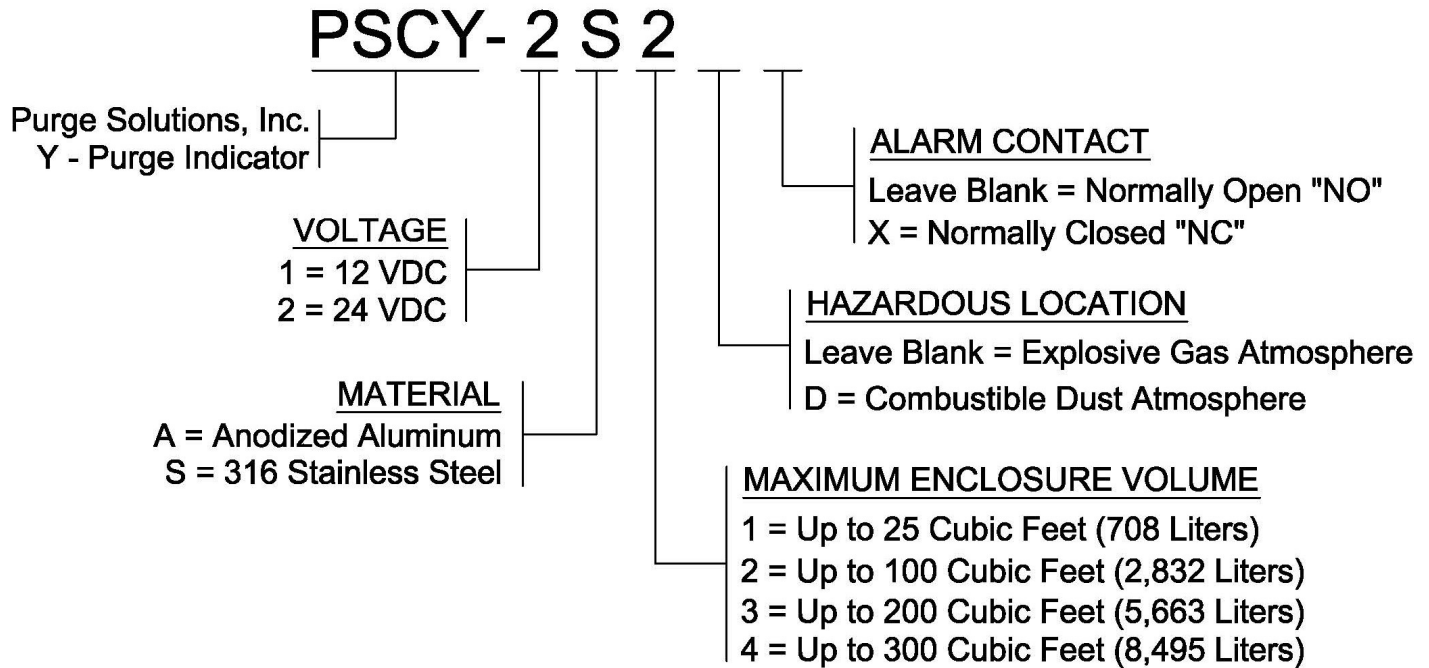 PSCY- 2 S 2
Purge Solutions, Inc.
Y - Purge Indicator
VOLTAGE
1 = 12 VDC
2 = 24 VDC
MATERIAL
A = Anodized Aluminum
S = 316 Stainless Steel
ALARM CONTACT
Leave Blank = Normally Open "NO"
X = Normally Closed "NC"
HAZARDOUS LOCATION
Leave Blank = Explosive Gas Atmosphere
D = Combustible Dust Atmosphere
MAXIMUM ENCLOSURE VOLUME
1 = Up to 25 Cubic Feet (708 Liters)
2 = Up to 100 Cubic Feet (2,832 Liters)
3 = Up to 200 Cubic Feet (5,663 Liters)
4 = Up to 300 Cubic Feet (8,495 Liters)